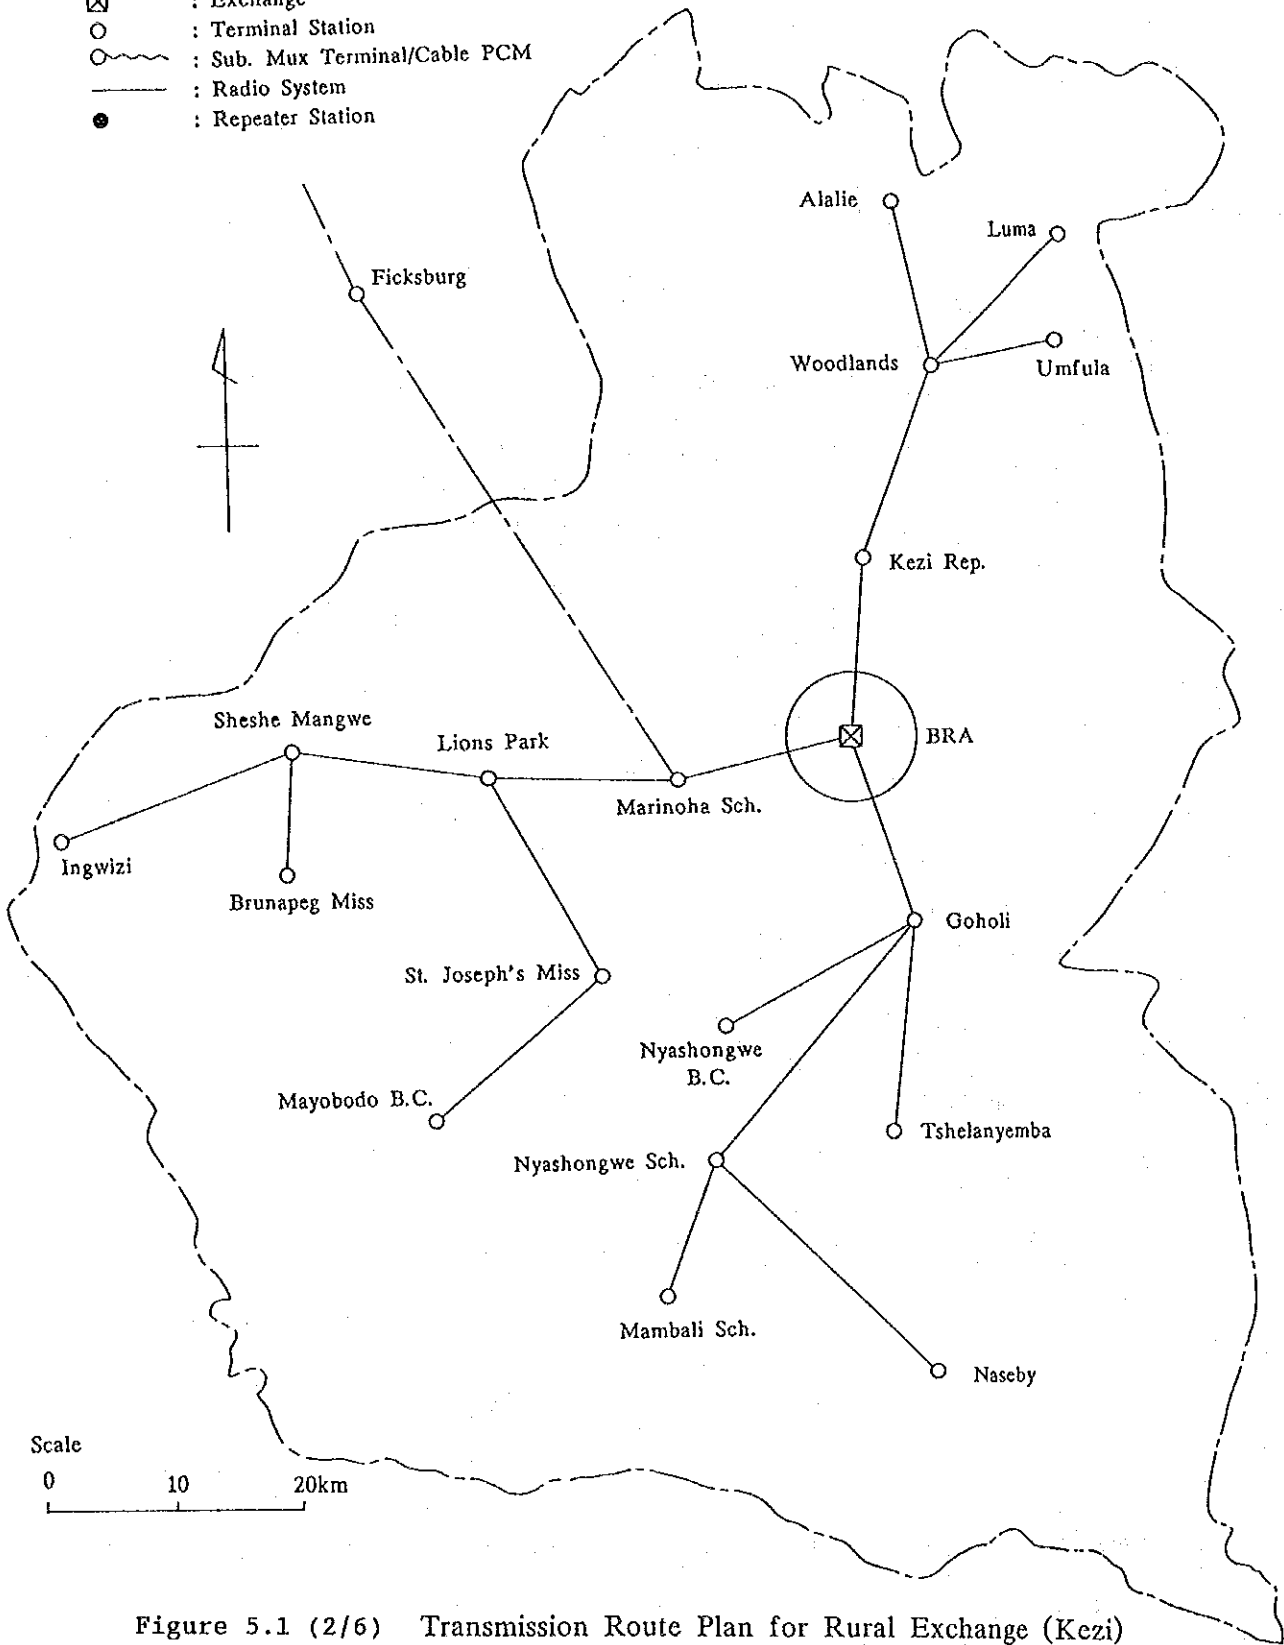 : Exchange
: Terminal Station
: Sub. Mux Terminal/Cable PCM
: Radio System
: Repeater Station
Alalie
Luma
Ficksburg
Woodlands
Umfula
Kezi Rep.
Sheshe Mangwe
Lions Park
BRA
Marinoha Sch.
Ingwizi
Brunapeg Miss
Goholi
St. Joseph's Miss
Nyashongwe
B.C.
Mayobodo B.C.
Tshelanyemba
Nyashongwe Sch.
Mambali Sch.
Naseby
Scale
0 10 20km
Figure 5.1 (2/6) Transmission Route Plan for Rural Exchange (Kezi)